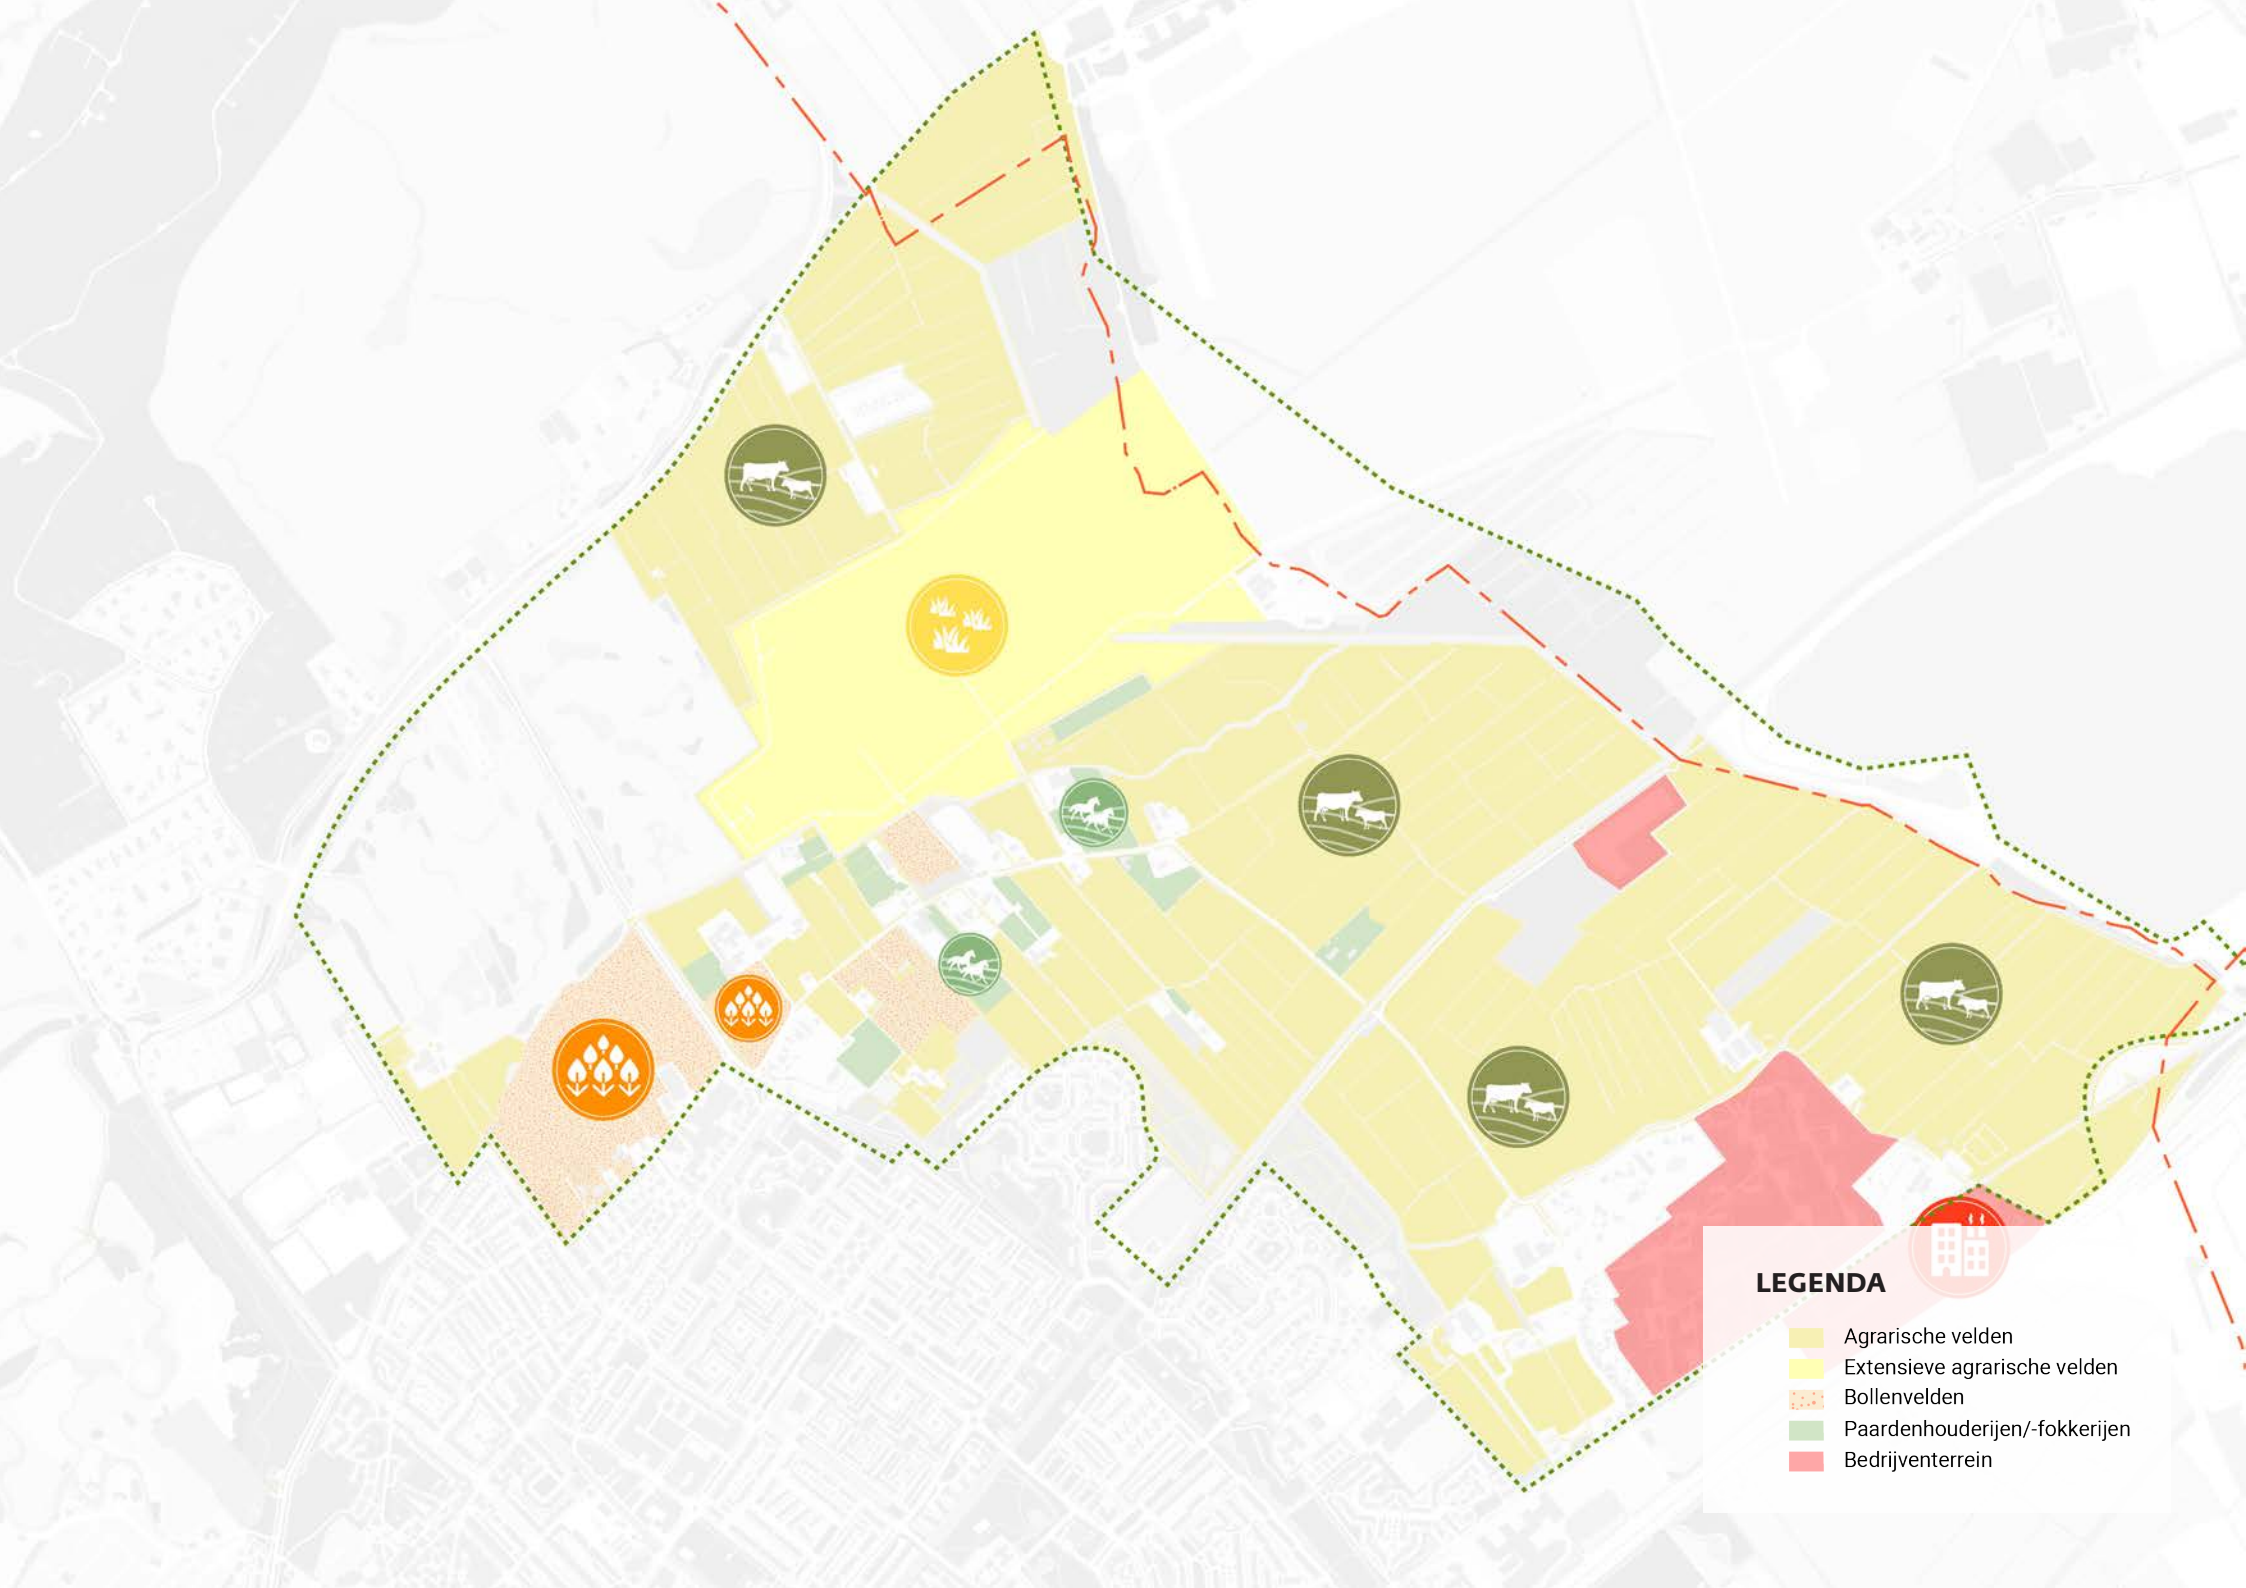 LEGENDA
Agrarische velden
Extensieve agrarische velden
Bollenvelden
Paardenhouderijen/-fokkerijen
Bedrijventerrein